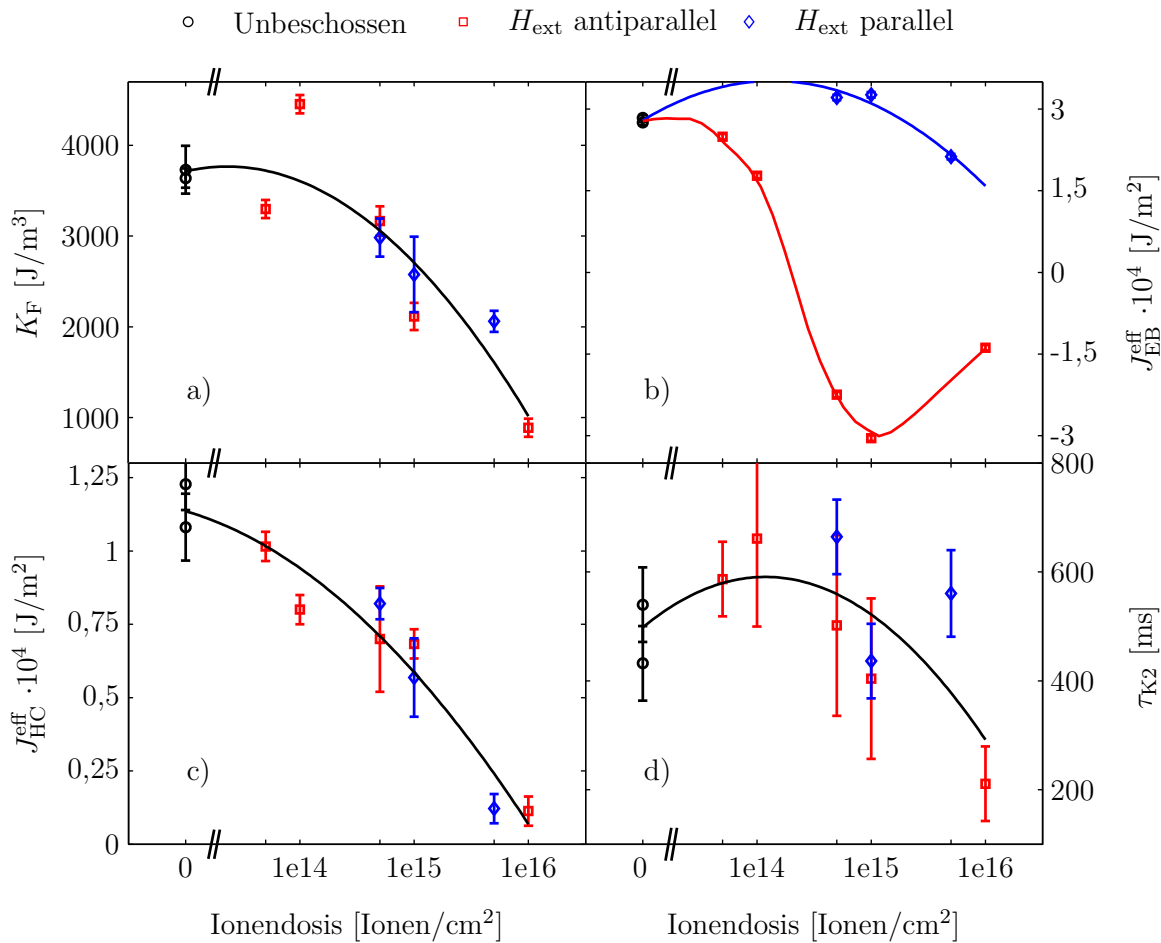 Unbeschossen H_ext antiparallel H_ext parallel
4000
3000
2000
1000
K_F [J/m³]
a)
3
1,5
0
-1,5
-3
J_EB^eff ·10⁴ [J/m²]
b)
1,25
1
0,75
0,5
0,25
0
J_HC^eff ·10⁴ [J/m²]
c)
800
600
400
200
τ_K2 [ms]
d)
0 1e14 1e15 1e16
0 1e14 1e15 1e16
Ionendosis [Ionen/cm²]
Ionendosis [Ionen/cm²]